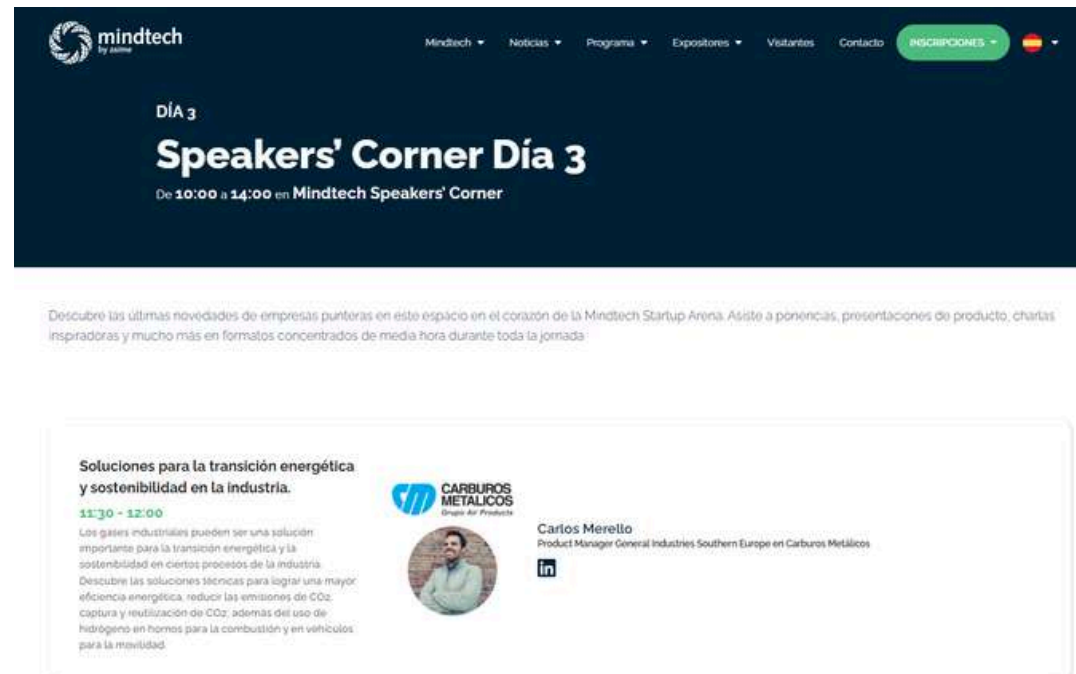 mindtech
by asime
Mindtech
Noticias
Programa
Expositores
Visitantes
Contacto
INSCRIPCIONES
DÍA 3
Speakers' Corner Día 3
De 10:00 a 14:00 en Mindtech Speakers' Corner
Descubre las últimas novedades de empresas punteras en este espacio en el corazón de la Mindtech Startup Arena. Asiste a ponencias, presentaciones de producto, charlas
inspiradoras y mucho más en formatos concentrados de media hora durante toda la jornada
Soluciones para la transición energética
y sostenibilidad en la industria.
11:30 - 12:00
Los gases industriales pueden ser una solución
importante para la transición energética y la
sostenibilidad en ciertos procesos de la industria.
Descubre las soluciones técnicas para lograr una mayor
eficiencia energética, reducir las emisiones de CO2;
captura y reutilización de CO2; además del uso de
hidrógeno en hornos para la combustión y en vehículos
para la movilidad
CARBUROS
METALICOS
Grupo Air Products
Carlos Merello
Product Manager General Industries Southern Europe en Carburos Metálicos
in